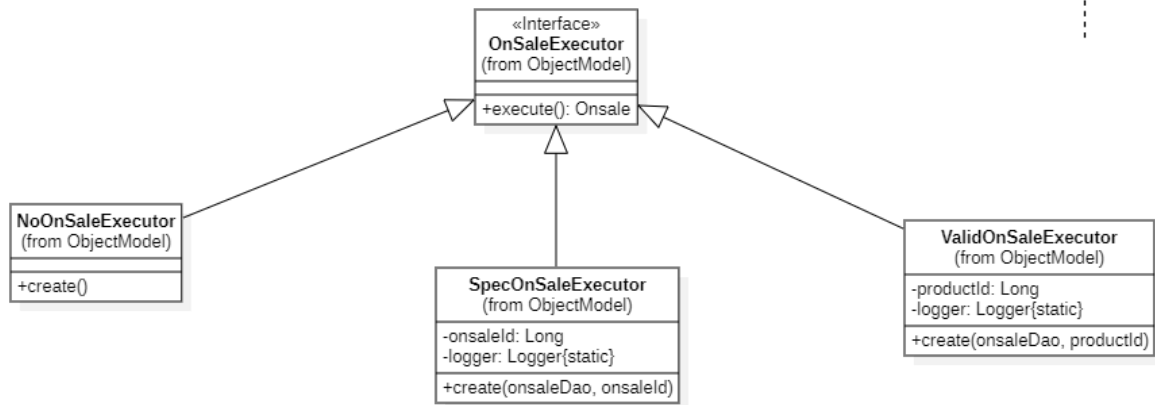 «Interface»
OnSaleExecutor
(from ObjectModel)
+execute(): Onsale
NoOnSaleExecutor
(from ObjectModel)
+create()
SpecOnSaleExecutor
(from ObjectModel)
-onsaleId: Long
-logger: Logger{static}
+create(onsaleDao, onsaleId)
ValidOnSaleExecutor
(from ObjectModel)
-productId: Long
-logger: Logger{static}
+create(onsaleDao, productId)